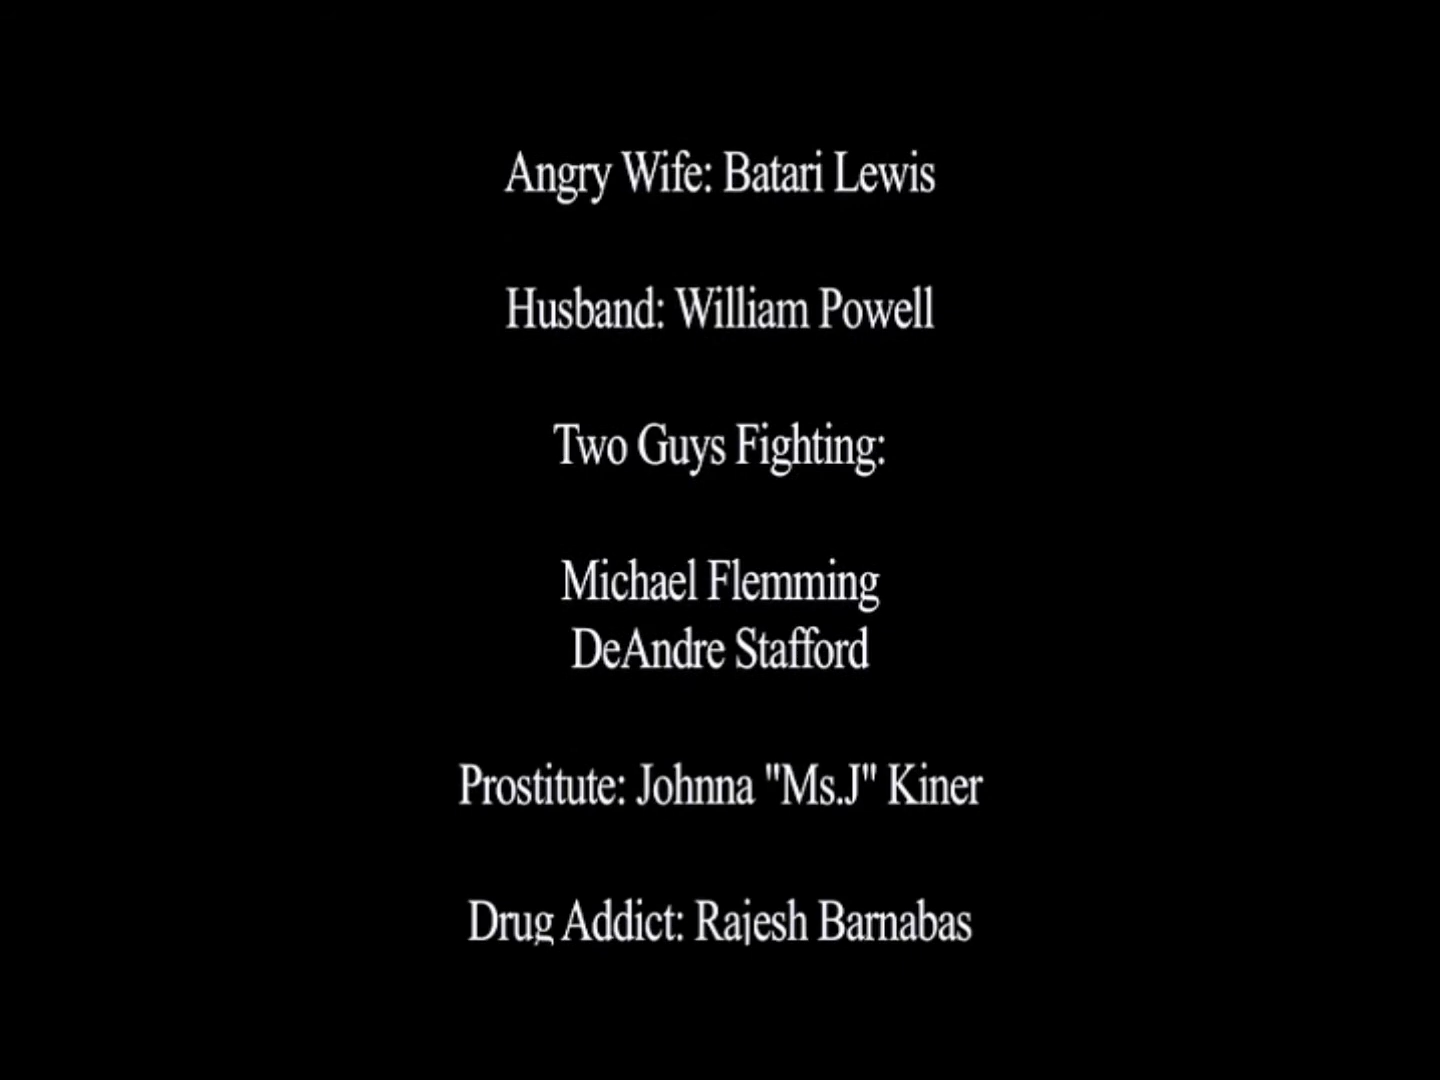 Angry Wife: Batari Lewis
Husband: William Powell
Two Guys Fighting:
Michael Flemming
DeAndre Stafford
Prostitute: Johnna "Ms.J" Kiner
Drug Addict: Rajesh Barnabas